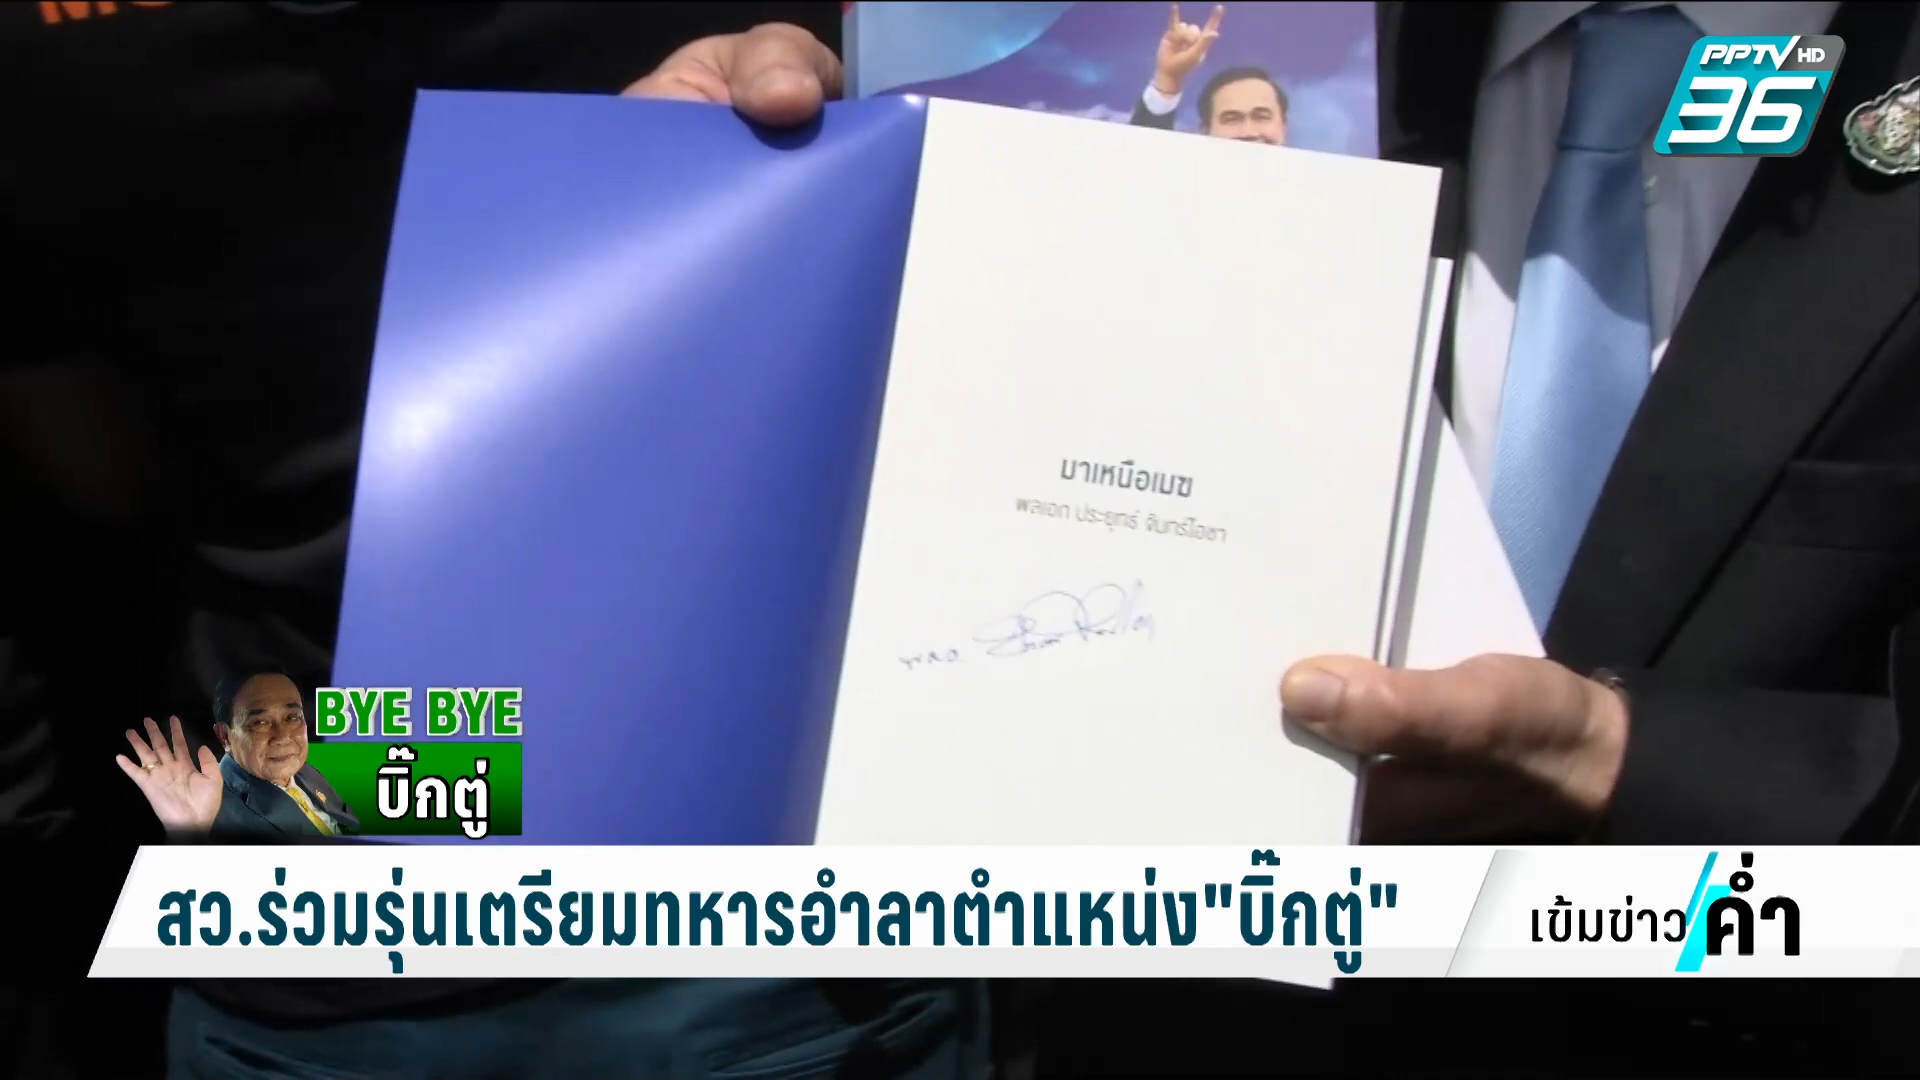 PPTV HD
36
มาเหนือเมฆ
พลเอก ประยุทธ์ จันทร์โอชา
พล.อ.
BYE BYE
บิ๊กตู่
สว.ร่วมรุ่นเตรียมทหารอำลาตำแหน่ง"บิ๊กตู่"
เข้มข่าวค่ำ